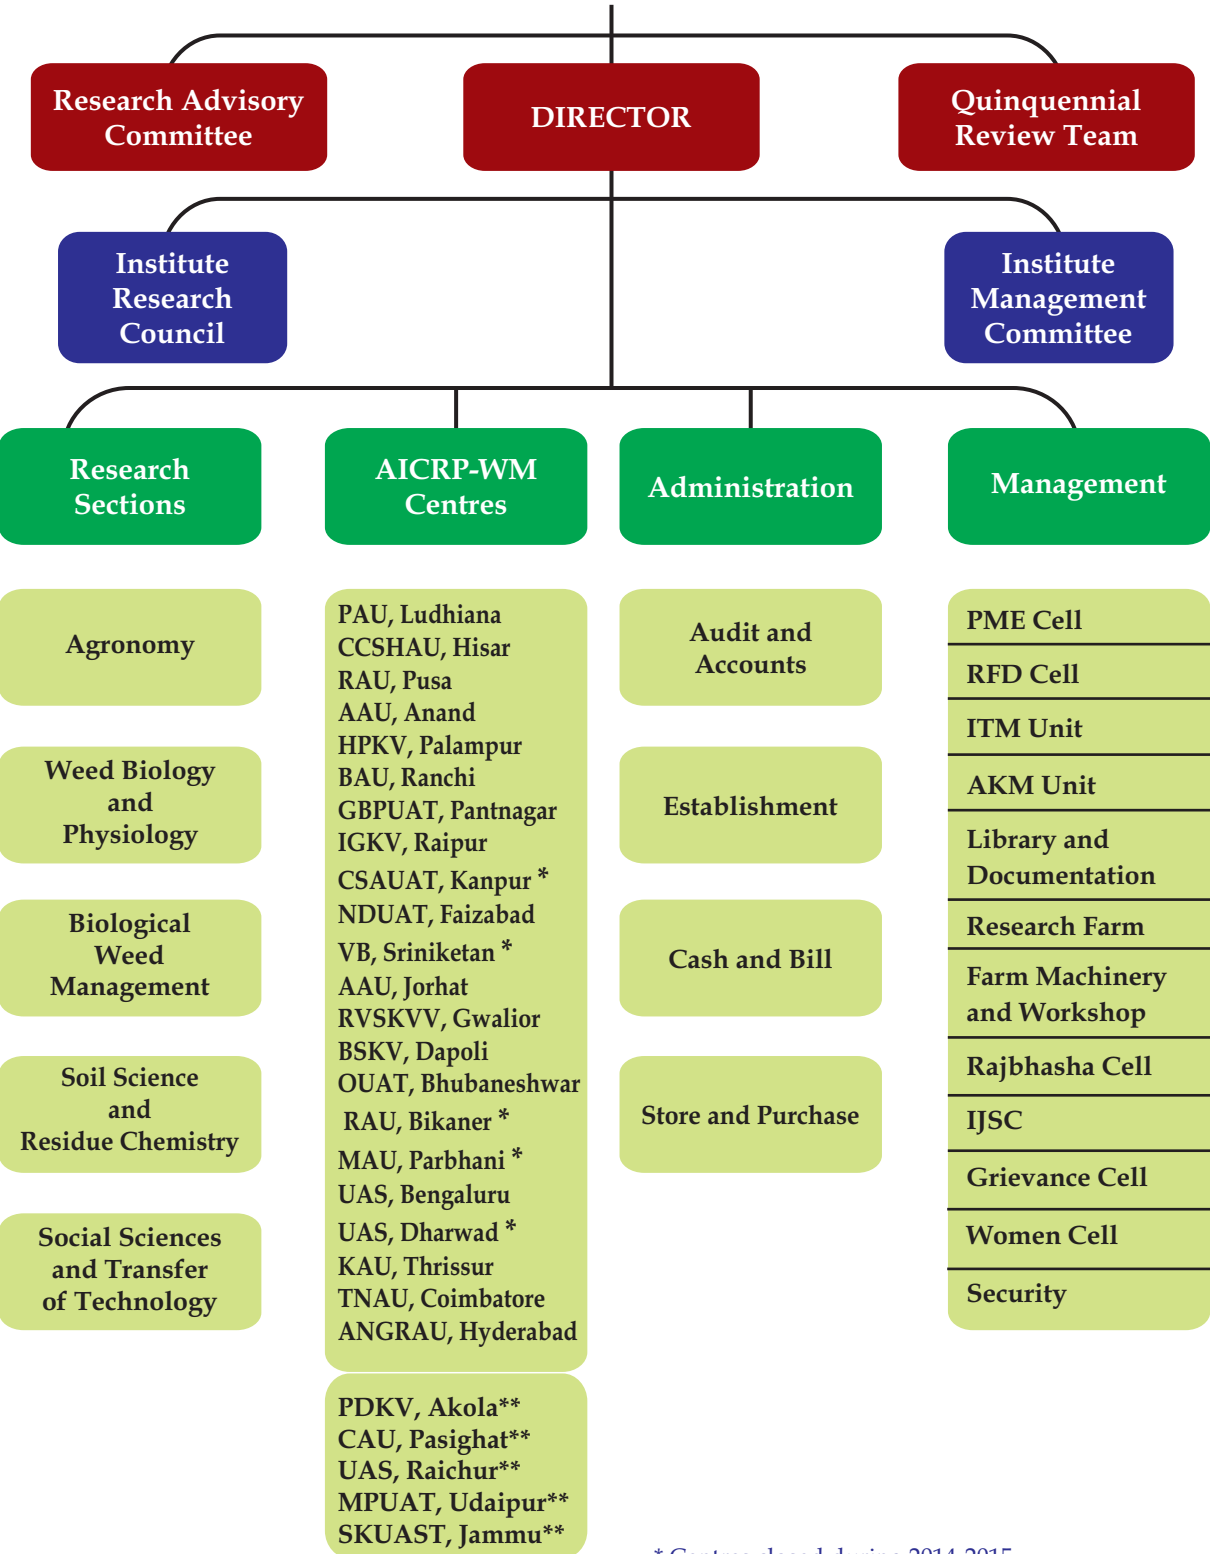 Research Advisory
Committee
DIRECTOR
Quinquennial
Review Team
Institute
Research
Council
Institute
Management
Committee
Research
Sections
AICRP-WM
Centres
Administration
Management
Agronomy
Weed Biology
and
Physiology
Biological
Weed
Management
Soil Science
and
Residue Chemistry
Social Sciences
and Transfer
of Technology
PAU, Ludhiana
CCSHAU, Hisar
RAU, Pusa
AAU, Anand
HPKV, Palampur
BAU, Ranchi
GBPUAT, Pantnagar
IGKV, Raipur
CSAUAT, Kanpur *
NDUAT, Faizabad
VB, Sriniketan *
AAU, Jorhat
RVSKVV, Gwalior
BSKV, Dapoli
OUAT, Bhubaneshwar
RAU, Bikaner *
MAU, Parbhani *
UAS, Bengaluru
UAS, Dharwad *
KAU, Thrissur
TNAU, Coimbatore
ANGRAU, Hyderabad
PDKV, Akola**
CAU, Pasighat**
UAS, Raichur**
MPUAT, Udaipur**
SKUAST, Jammu**
Audit and
Accounts
Establishment
Cash and Bill
Store and Purchase
PME Cell
RFD Cell
ITM Unit
AKM Unit
Library and
Documentation
Research Farm
Farm Machinery
and Workshop
Rajbhasha Cell
IJSC
Grievance Cell
Women Cell
Security
* Centres closed during 2014-2015